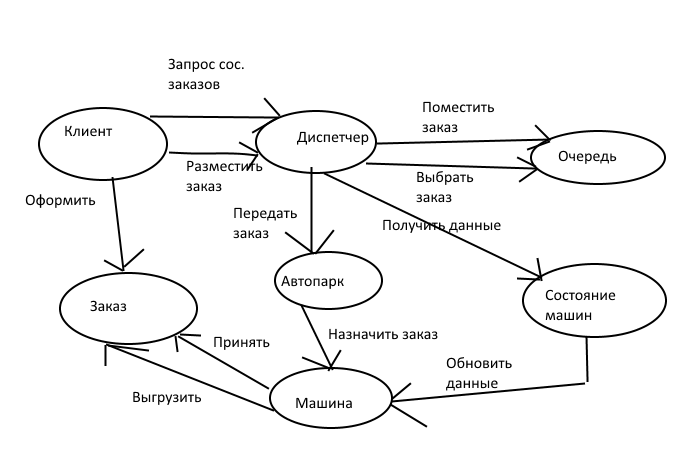 Запрос сос.
заказов
Клиент
Диспетчер
Поместить
заказ
Очередь
Разместить
заказ
Выбрать
заказ
Оформить
Передать
заказ
Получить данные
Автопарк
Состояние
машин
Заказ
Назначить заказ
Принять
Обновить
данные
Выгрузить
Машина